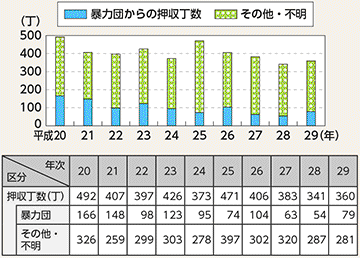 暴力団からの押収丁数 その他・不明
(丁)
500
400
300
200
100
0
平成20 21 22 23 24 25 26 27 28 29(年)
区分 年次 20 21 22 23 24 25 26 27 28 29
押収丁数(丁) 492 407 397 426 373 471 406 383 341 360
暴力団 166 148 98 123 95 74 104 63 54 79
その他・不明 326 259 299 303 278 397 302 320 287 281